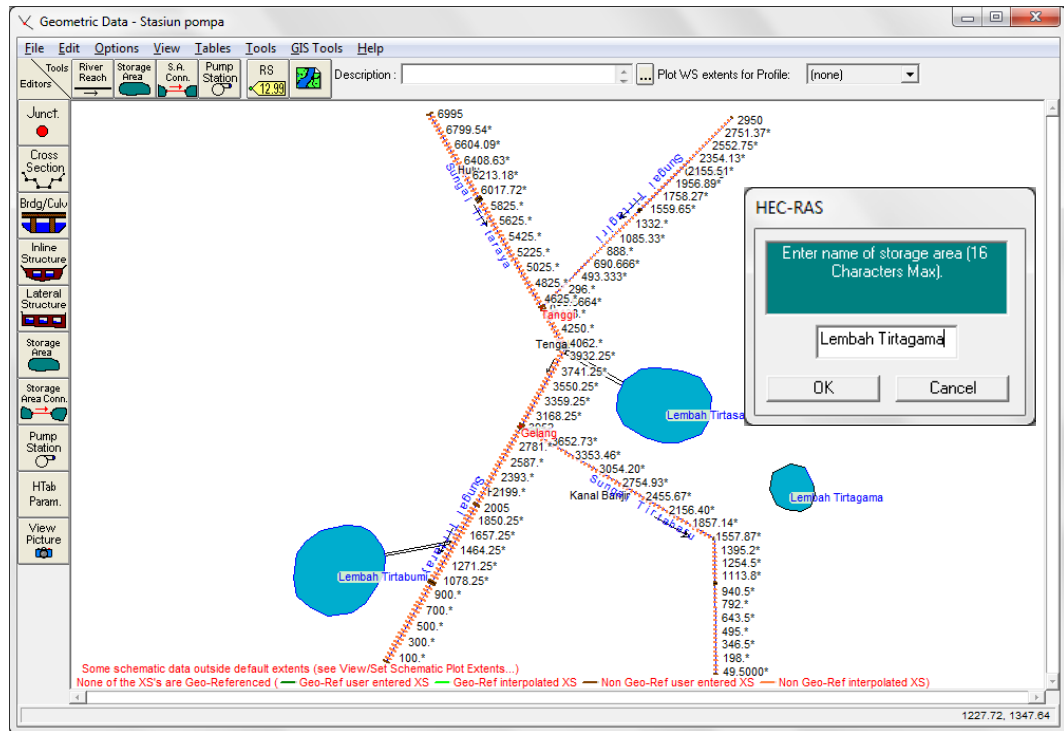 Geometric Data - Stasiun pompa
File Edit Options View Tables Tools GIS Tools Help
Tools
Editors
River
Reach
Storage
Area
S.A.
Conn.
Pump
Station
RS
12.99
Description :
...
Plot WS extents for Profile:
(none)
Junct.
Cross
Section
Brdg/Culv
Inline
Structure
Lateral
Structure
Storage
Area
Storage
Area Conn.
Pump
Station
HTab
Param.
View
Picture
6995
6799.54*
6604.09*
6408.63*
6213.18*
6017.72*
5825.*
5625.*
5425.*
5225.*
5025.*
4825.*
4625.*
Sungai Tirtaraya
2950
2751.37*
2552.75*
2354.13*
2155.51*
1956.89*
1758.27*
1559.65*
1332.*
1085.33*
888.*
690.666*
493.333*
296.*
Sungai Tirtagiri
Tanggi
4250.*
4062.*
3932.25*
3741.25*
3550.25*
3359.25*
3168.25*
Gelang
2781.*
2587.*
2393.*
2199.*
2005
1850.25*
1657.25*
1464.25*
1271.25*
1078.25*
900.*
700.*
500.*
300.*
100.*
3652.73*
3353.46*
3054.20*
2754.93*
2455.67*
2156.40*
1857.14*
1557.87*
1395.2*
1254.5*
1113.8*
940.5*
792.*
643.5*
495.*
346.5*
198.*
49.5000*
Kanal Banjir
Sungai Tirtabaru
Lembah Tirtasa
Lembah Tirtagama
Lembah Tirtabumi
HEC-RAS
Enter name of storage area (16
Characters Max).
Lembah Tirtagama
OK Cancel
Some schematic data outside default extents (see View/Set Schematic Plot Extents...)
None of the XS's are Geo-Referenced ( Geo-Ref user entered XS Geo-Ref interpolated XS Non Geo-Ref user entered XS Non Geo-Ref interpolated XS)
1227.72, 1347.64